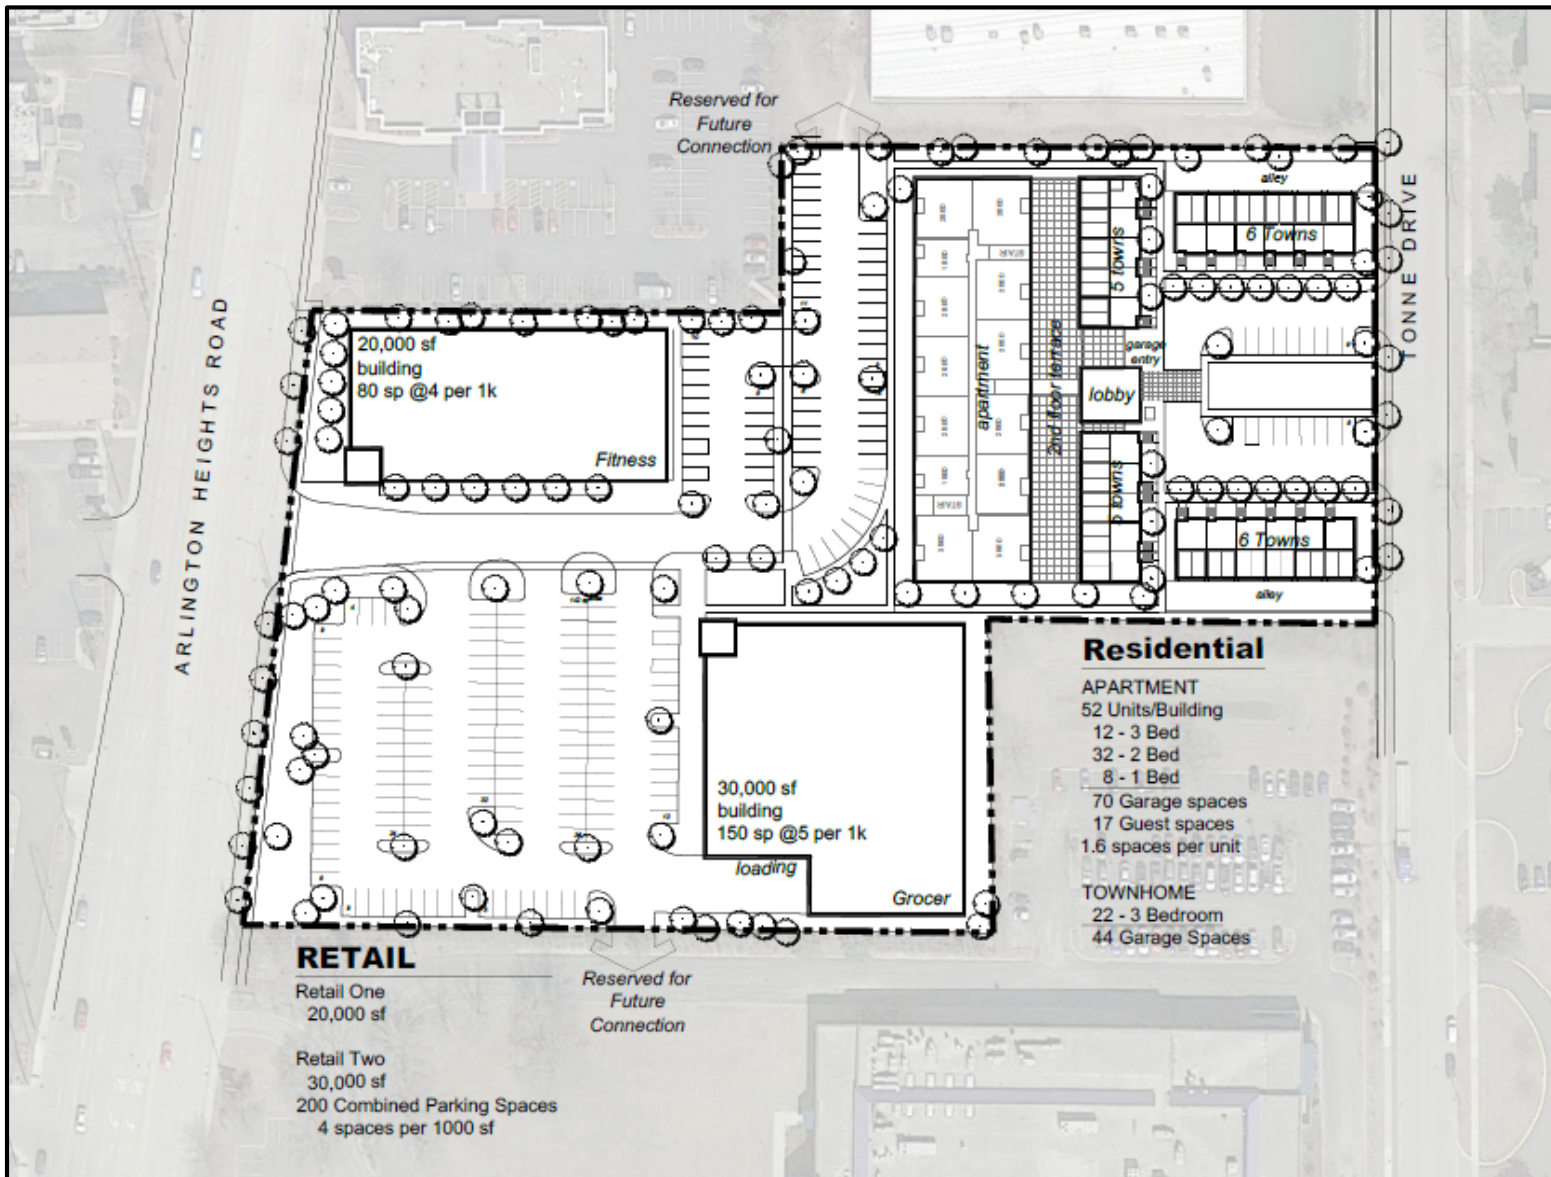 Reserved for
Future
Connection
ARLINGTON HEIGHTS ROAD
TONNE DRIVE
alley
6 Towns
5 towns
garage
entry
lobby
2nd floor terrace
apartment
STAIR
STAIR
towns
6 Towns
alley
20,000 sf
building
80 sp @4 per 1k
Fitness
30,000 sf
building
150 sp @5 per 1k
loading
Grocer
Residential
APARTMENT
52 Units/Building
12 - 3 Bed
32 - 2 Bed
8 - 1 Bed
70 Garage spaces
17 Guest spaces
1.6 spaces per unit
TOWNHOME
22 - 3 Bedroom
44 Garage Spaces
RETAIL
Retail One
20,000 sf
Retail Two
30,000 sf
200 Combined Parking Spaces
4 spaces per 1000 sf
Reserved for
Future
Connection